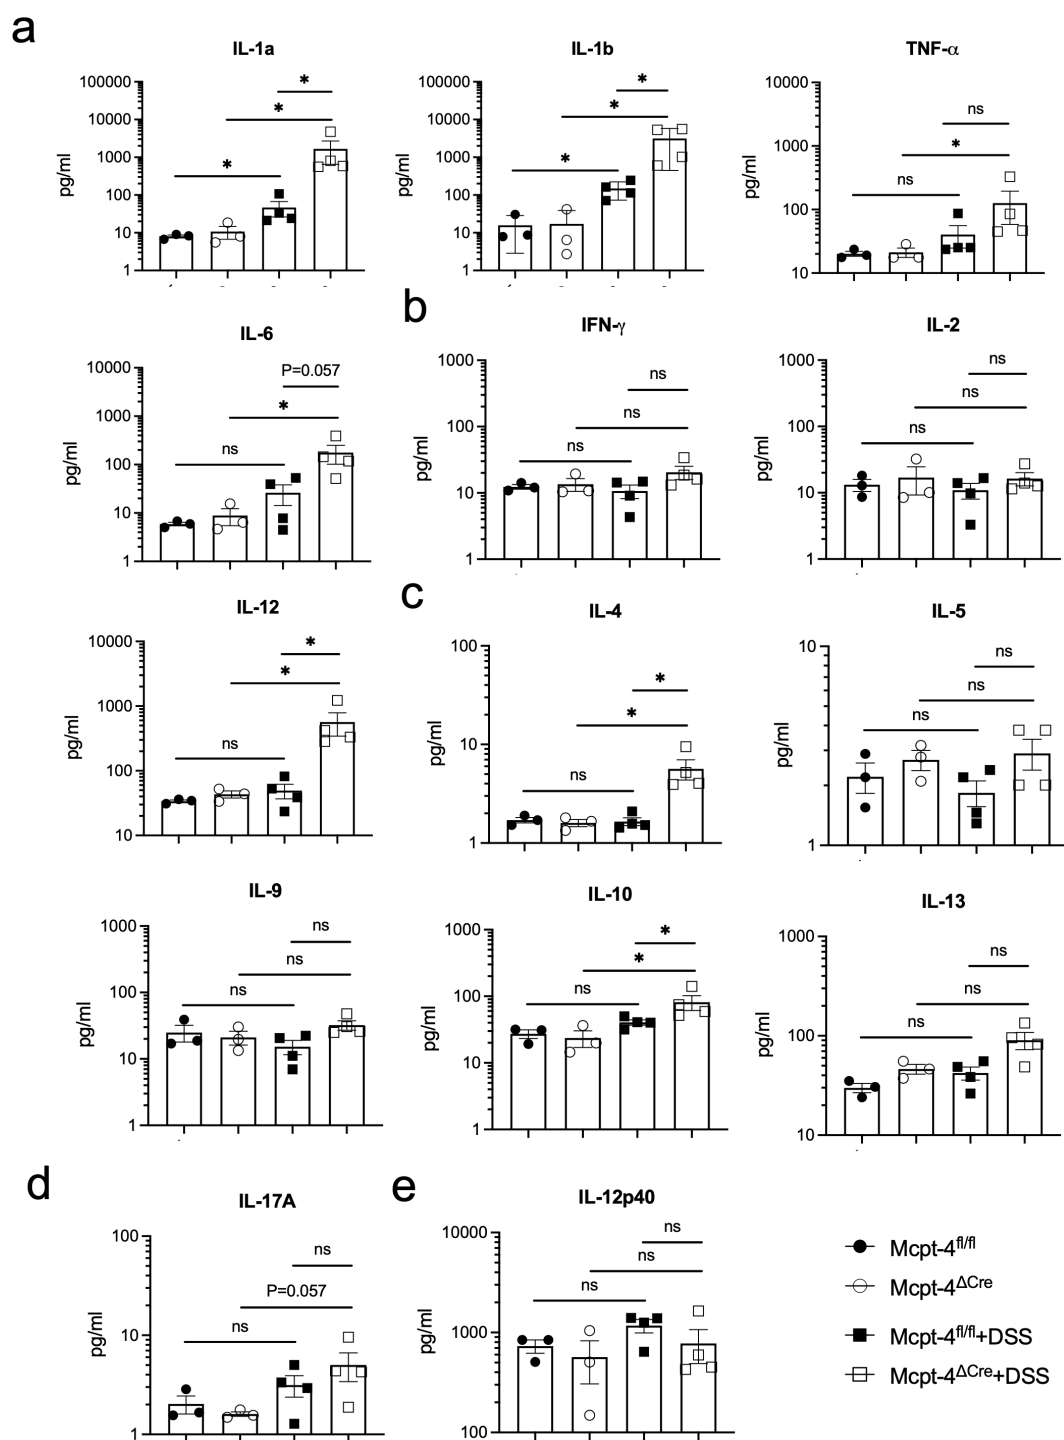 a
IL-1a
IL-1b
TNF-α
pg/ml
100000
10000
1000
100
10
1
*
*
*
pg/ml
100000
10000
1000
100
10
1
*
*
*
pg/ml
10000
1000
100
10
ns
*
ns
b
IL-6
IFN-γ
IL-2
pg/ml
10000
1000
100
10
1
P=0.057
*
ns
pg/ml
1000
100
10
1
ns
ns
ns
pg/ml
1000
100
10
1
ns
ns
ns
c
IL-12
IL-4
IL-5
pg/ml
10000
1000
100
10
*
*
ns
pg/ml
100
10
1
*
*
ns
pg/ml
10
1
ns
ns
ns
IL-9
IL-10
IL-13
pg/ml
1000
100
10
1
ns
ns
ns
pg/ml
1000
100
10
1
*
*
ns
pg/ml
1000
100
10
ns
ns
ns
d
e
IL-17A
IL-12p40
pg/ml
100
10
1
ns
P=0.057
ns
pg/ml
10000
1000
100
ns
ns
ns
Mcpt-4fl/fl
Mcpt-4ΔCre
Mcpt-4fl/fl+DSS
Mcpt-4ΔCre+DSS